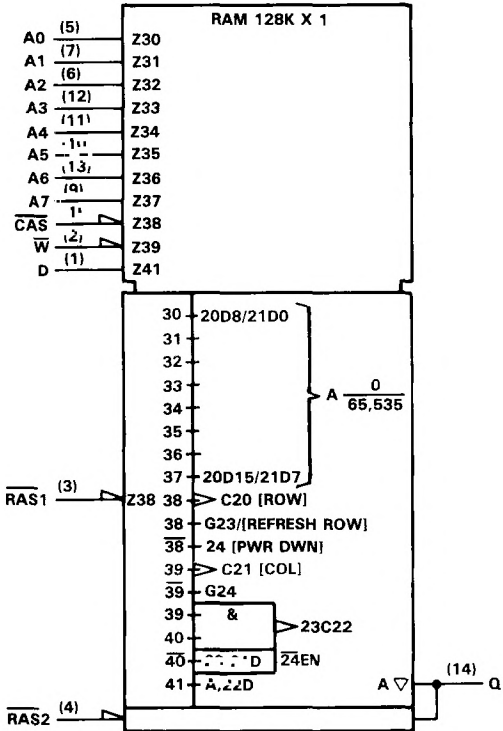 RAM 128K X 1
A0 (5) Z30
A1 (7) Z31
A2 (6) Z32
A3 (12) Z33
A4 (11) Z34
A5 Z35
A6 (13) Z36
A7 (9) Z37
CAS Z38
W (2) Z39
D (1) Z41
30 20D8/21D0
31
32
33
A 0
65,535
34
35
36
37 20D15/21D7
RAS1 (3) Z38 38 C20 [ROW]
38 G23/[REFRESH ROW]
38 24 [PWR DWN]
39 C21 [COL]
39 G24
39 &
23C22
40
40 D 24EN
41 A,22D A ▽ (14) Q
RAS2 (4)